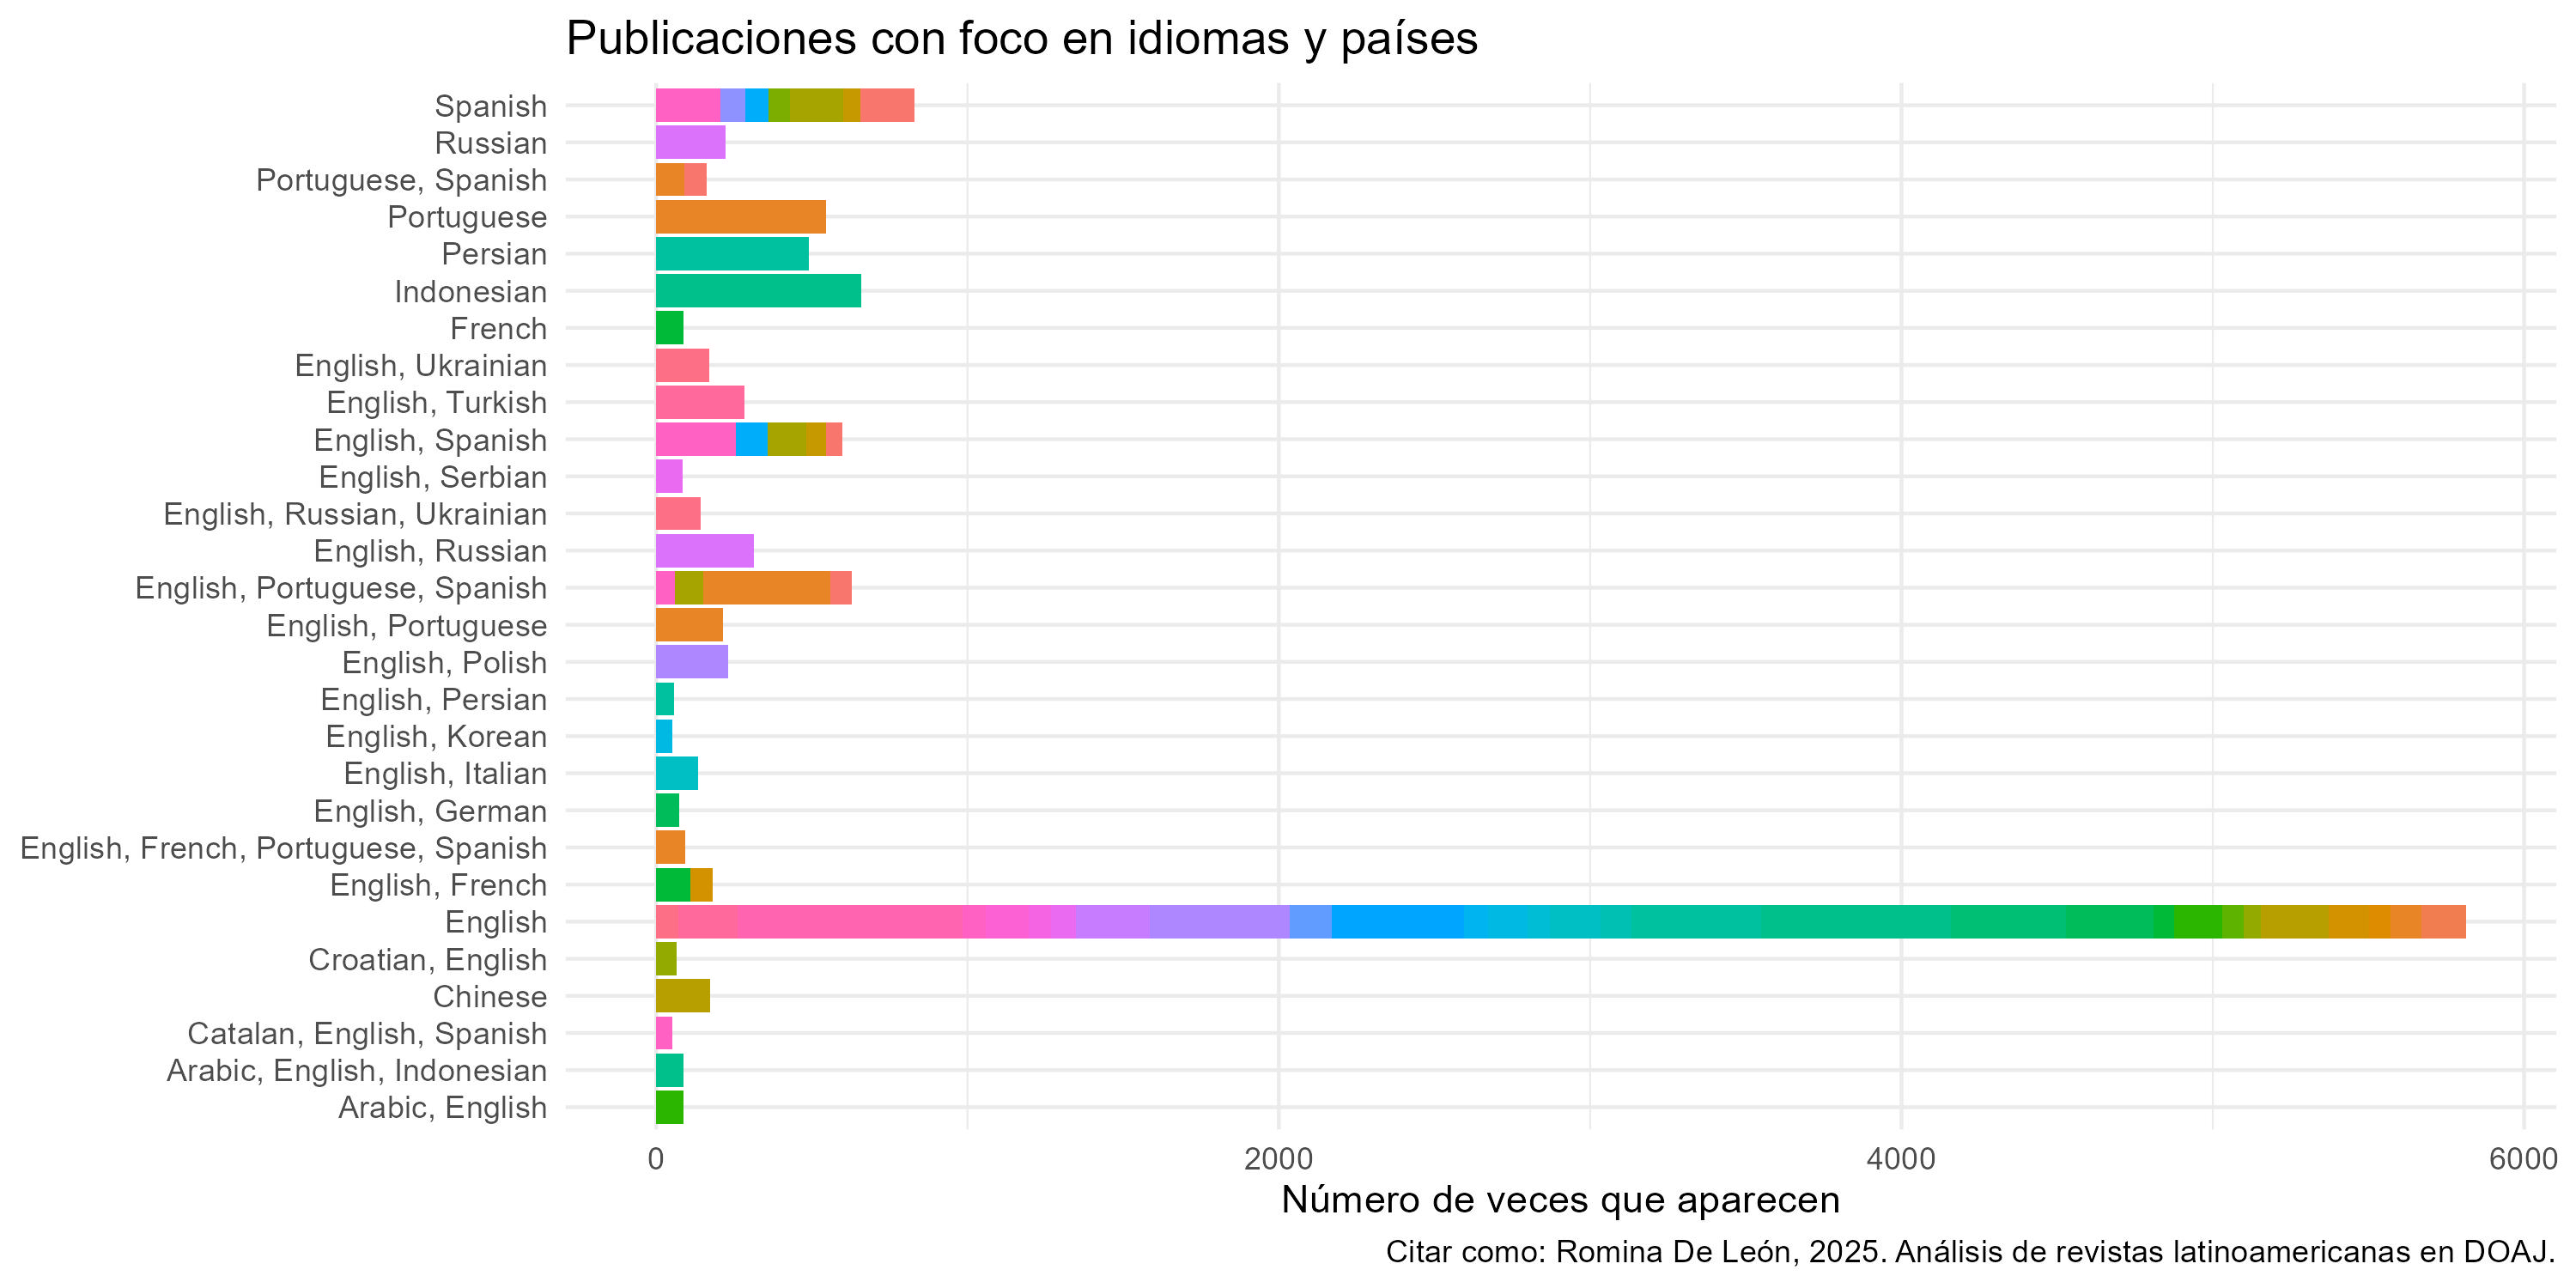 Publicaciones con foco en idiomas y países
Spanish
Russian
Portuguese, Spanish
Portuguese
Persian
Indonesian
French
English, Ukrainian
English, Turkish
English, Spanish
English, Serbian
English, Russian, Ukrainian
English, Russian
English, Portuguese, Spanish
English, Portuguese
English, Polish
English, Persian
English, Korean
English, Italian
English, German
English, French, Portuguese, Spanish
English, French
English
Croatian, English
Chinese
Catalan, English, Spanish
Arabic, English, Indonesian
Arabic, English
0 2000 4000 6000
Número de veces que aparecen
Citar como: Romina De León, 2025. Análisis de revistas latinoamericanas en DOAJ.